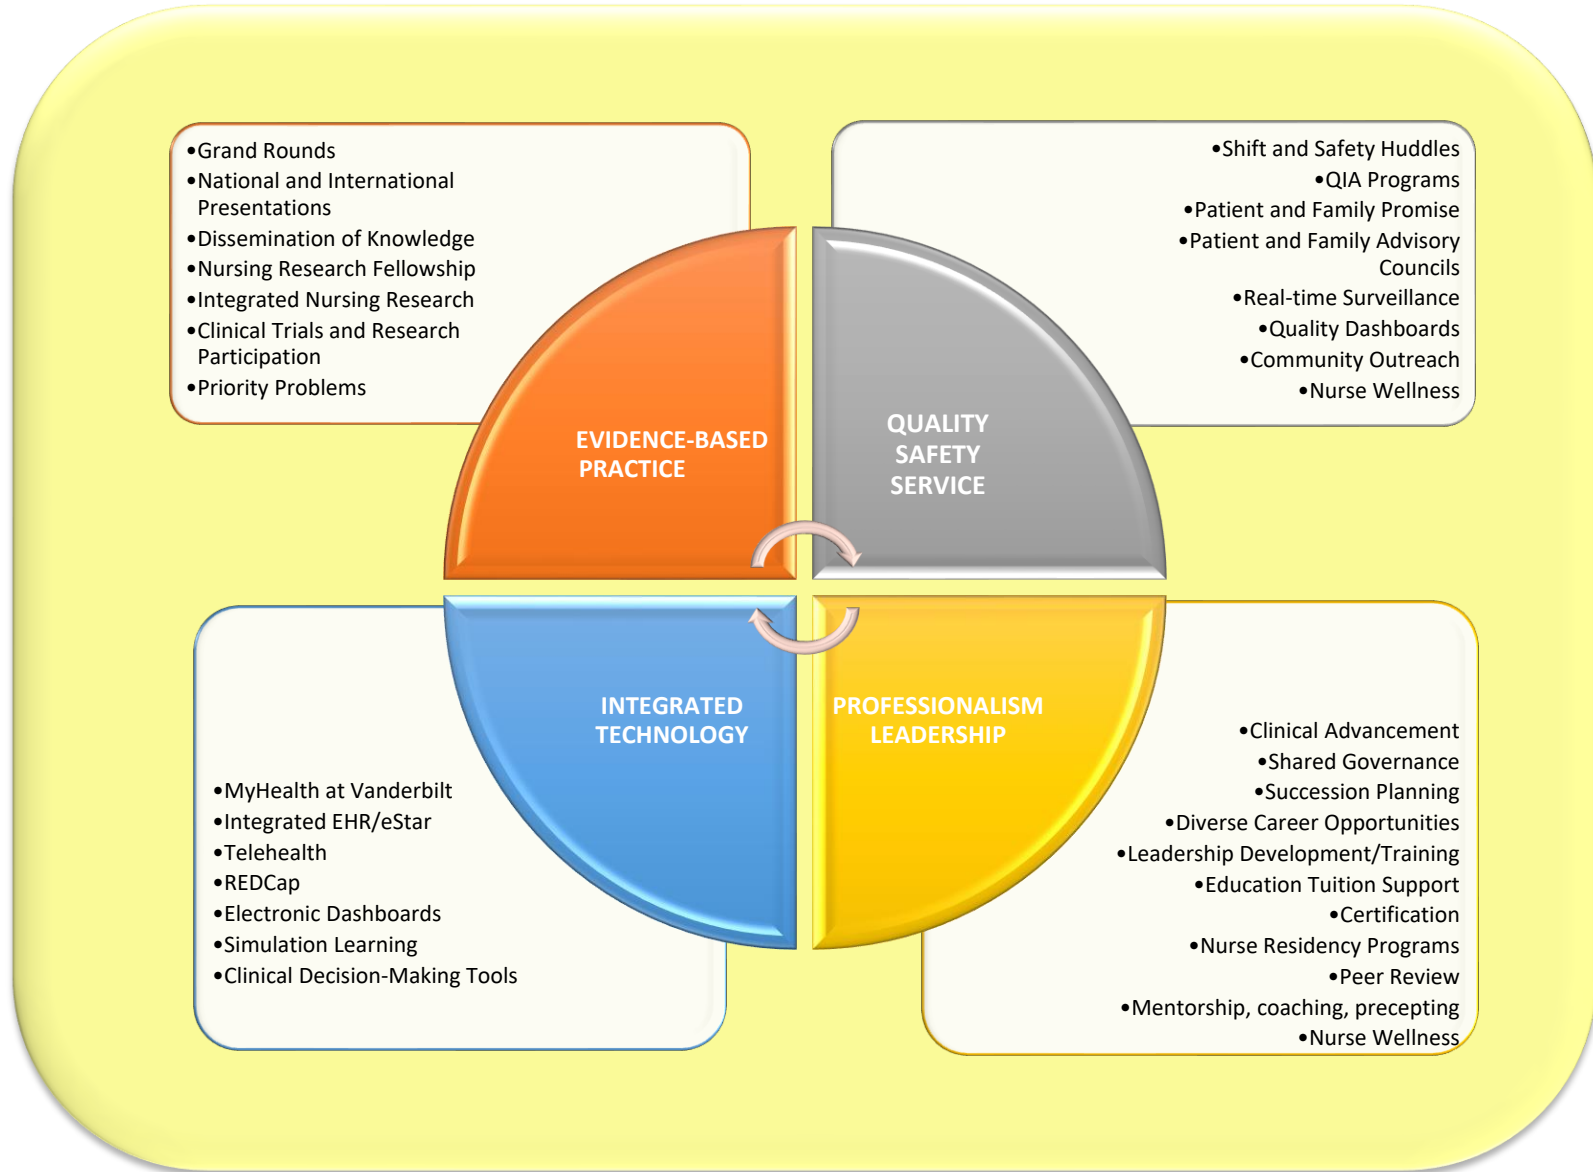 •Grand Rounds
•National and International
Presentations
•Dissemination of Knowledge
•Nursing Research Fellowship
•Integrated Nursing Research
•Clinical Trials and Research
Participation
•Priority Problems
•Shift and Safety Huddles
•QIA Programs
•Patient and Family Promise
•Patient and Family Advisory
Councils
•Real-time Surveillance
•Quality Dashboards
•Community Outreach
•Nurse Wellness
EVIDENCE-BASED
PRACTICE
QUALITY
SAFETY
SERVICE
INTEGRATED
TECHNOLOGY
PROFESSIONALISM
LEADERSHIP
•MyHealth at Vanderbilt
•Integrated EHR/eStar
•Telehealth
•REDCap
•Electronic Dashboards
•Simulation Learning
•Clinical Decision-Making Tools
•Clinical Advancement
•Shared Governance
•Succession Planning
•Diverse Career Opportunities
•Leadership Development/Training
•Education Tuition Support
•Certification
•Nurse Residency Programs
•Peer Review
•Mentorship, coaching, precepting
•Nurse Wellness